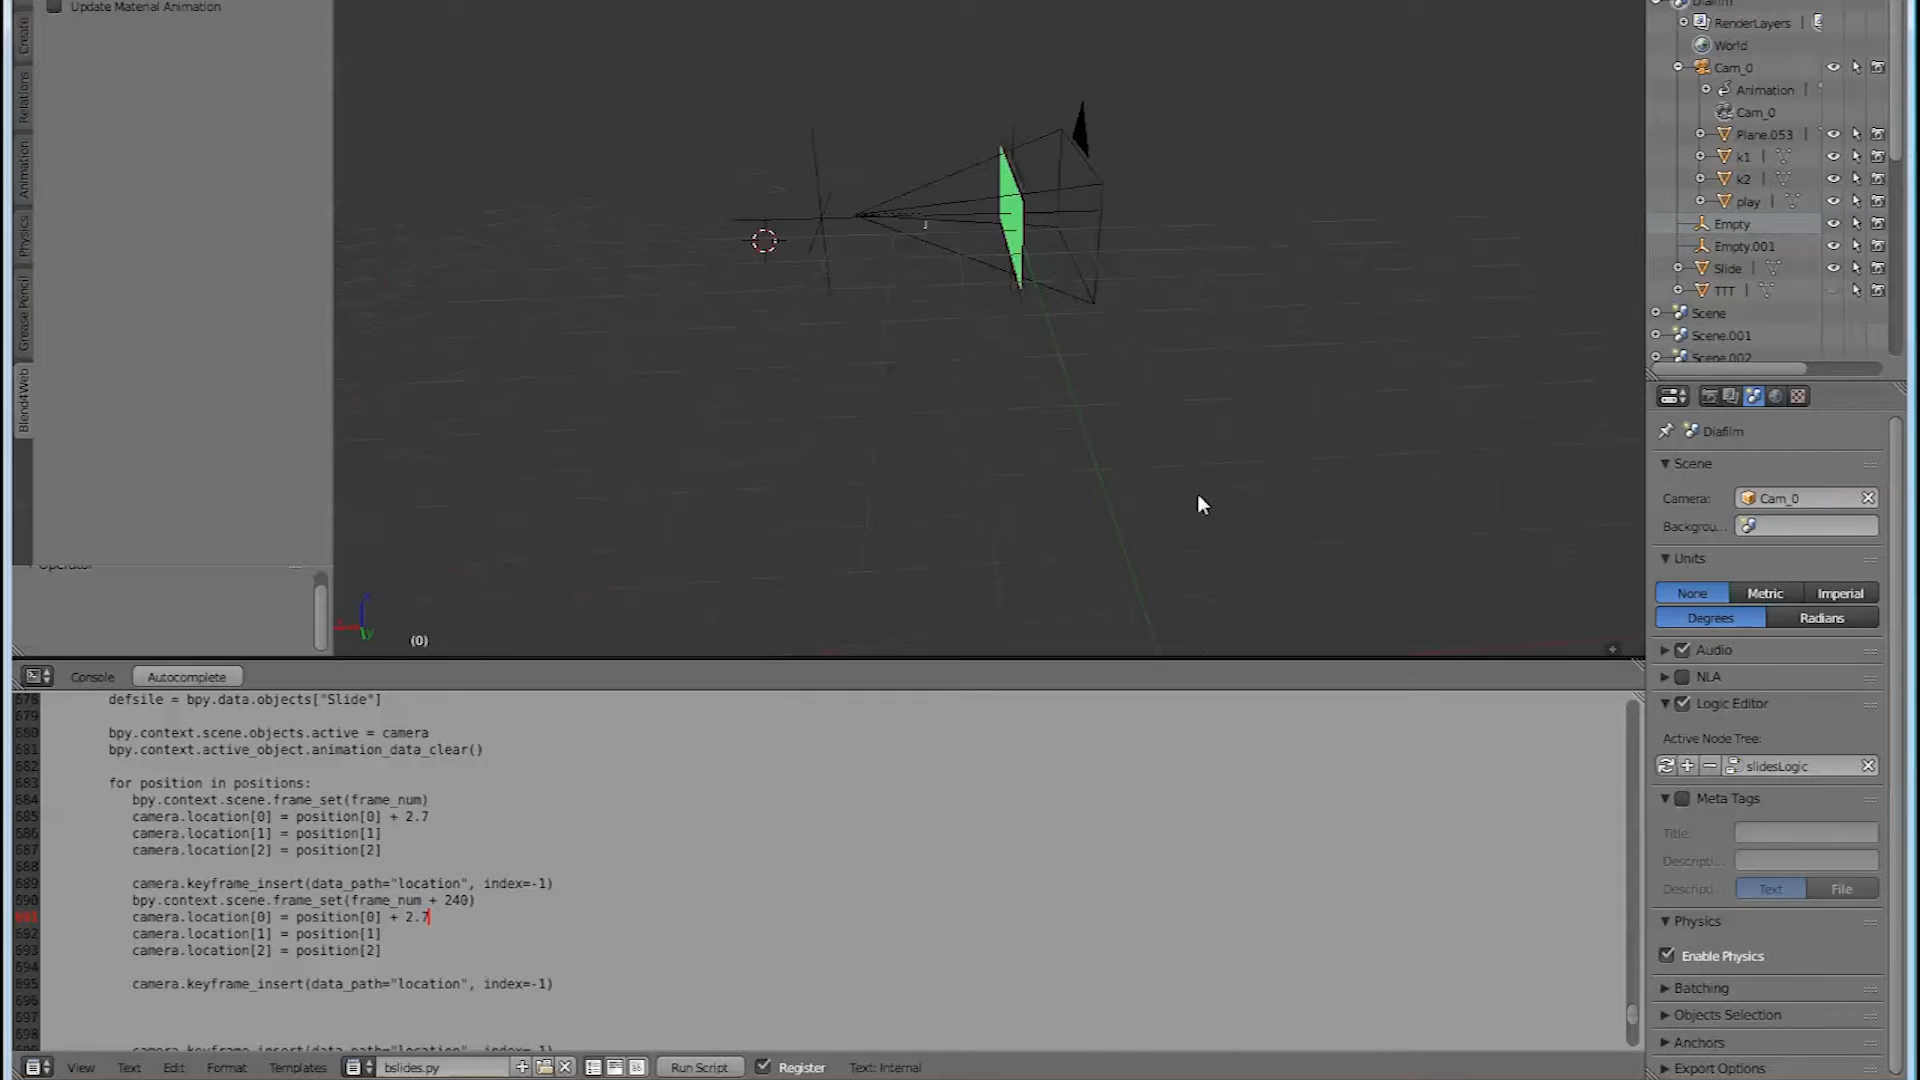 Update Material Animation
Create
Relations
Animation
Physics
Grease Pencil
Blend4Web
Operator
(0)
Diafilm
RenderLayers
World
Cam_0
Animation
Cam_0
Plane.053
k1
k2
play
Empty
Empty.001
Slide
TTT
Scene
Scene.001
Scene.002
Diafilm
Scene
Camera:
Cam_0
Backgrou...
Units
None Metric Imperial
Degrees Radians
Audio
NLA
Logic Editor
Active Node Tree:
slidesLogic
Meta Tags
Title:
Descripti...
Descripti... Text File
Physics
Enable Physics
Batching
Objects Selection
Anchors
Export Options
Console Autocomplete
678 defsile = bpy.data.objects["Slide"]
679
680 bpy.context.scene.objects.active = camera
681 bpy.context.active_object.animation_data_clear()
682
683 for position in positions:
684 bpy.context.scene.frame_set(frame_num)
685 camera.location[0] = position[0] + 2.7
686 camera.location[1] = position[1]
687 camera.location[2] = position[2]
688
689 camera.keyframe_insert(data_path="location", index=-1)
690 bpy.context.scene.frame_set(frame_num + 240)
691 camera.location[0] = position[0] + 2.7
692 camera.location[1] = position[1]
693 camera.location[2] = position[2]
694
695 camera.keyframe_insert(data_path="location", index=-1)
696
697
698
699 camera.keyframe_insert(data_path="location", index=-1)
View Text Edit Format Templates bslides.py Run Script Register Text: Internal